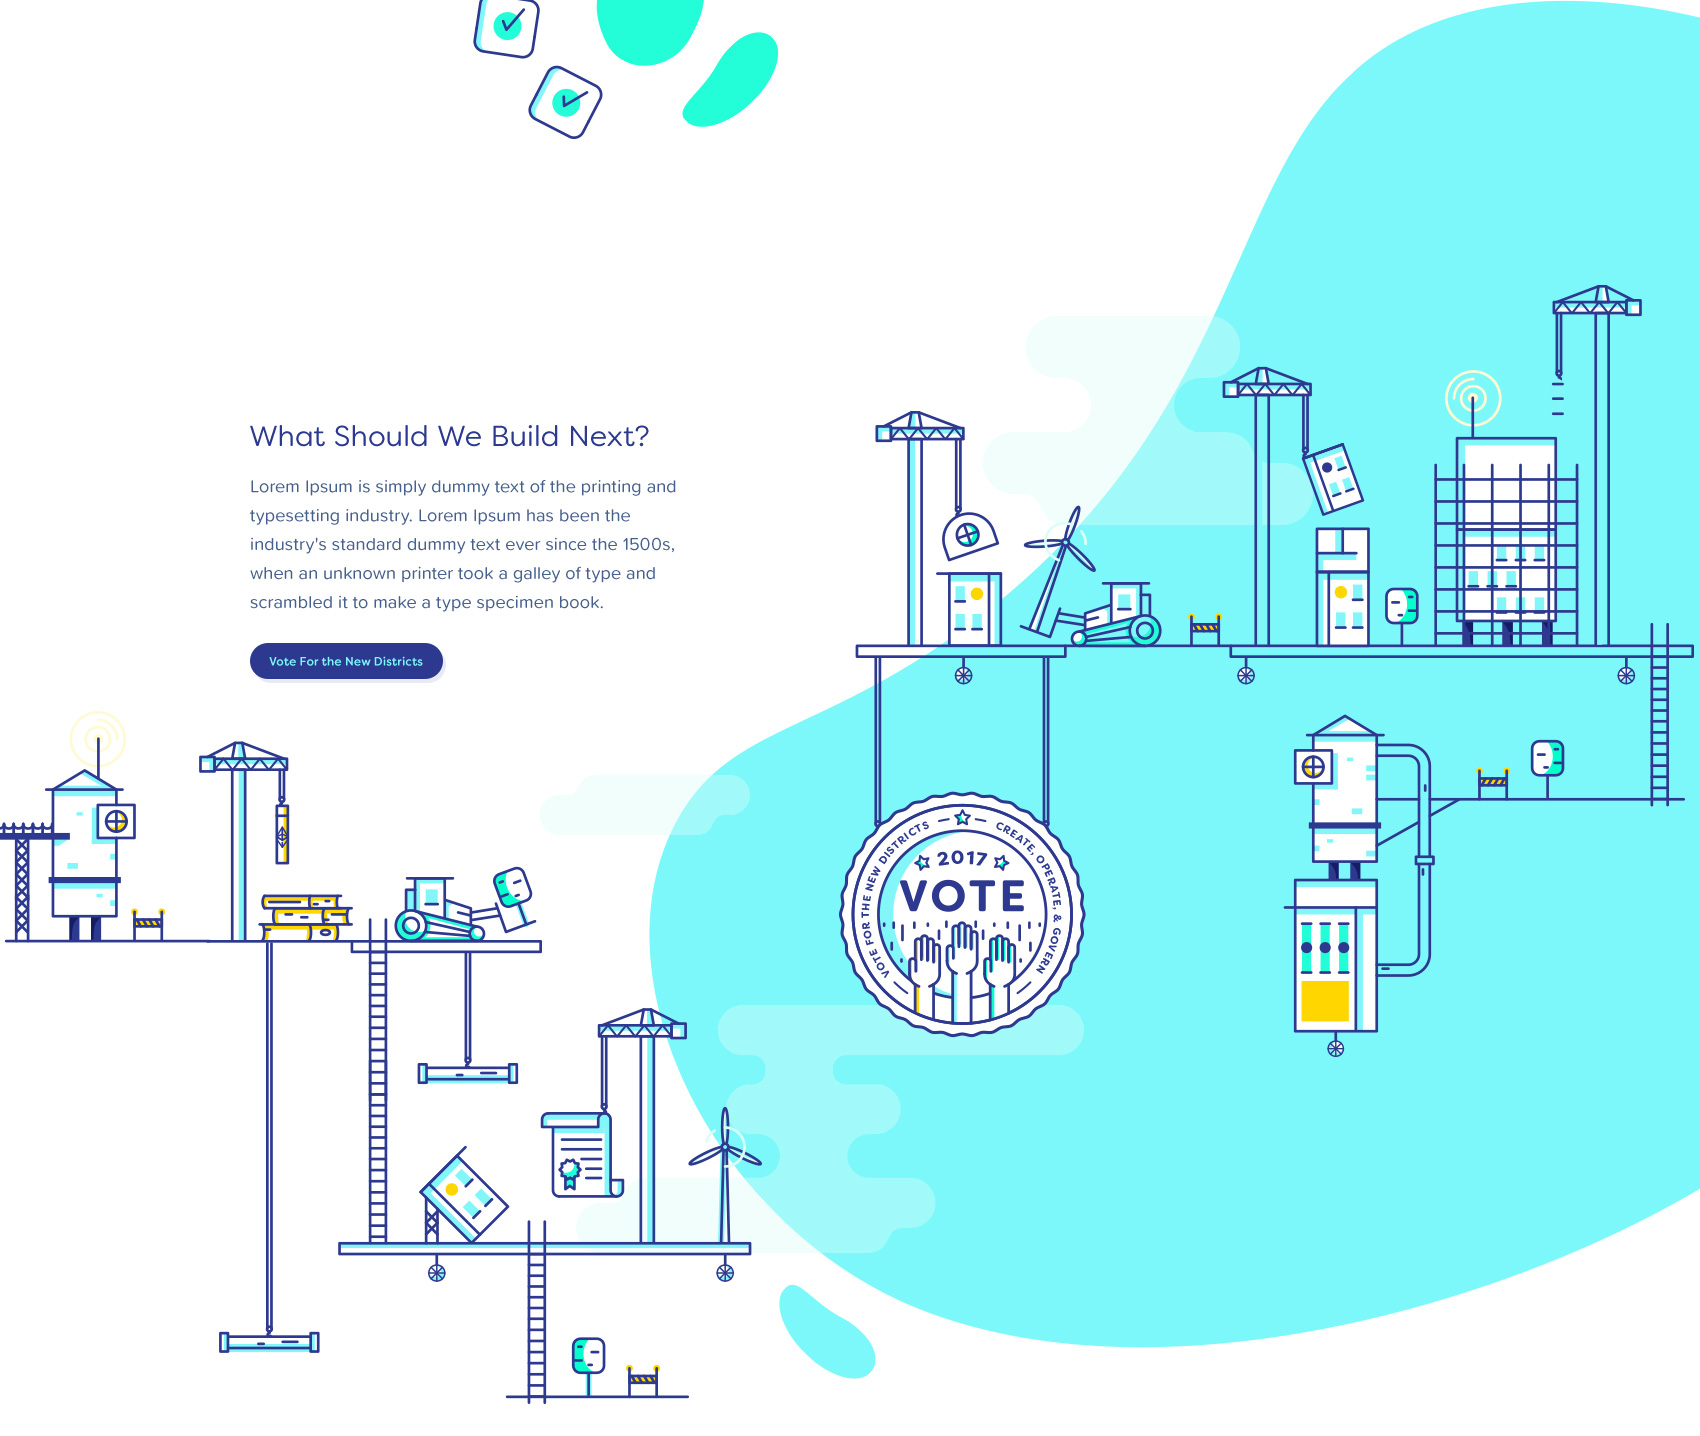 What Should We Build Next?
Lorem Ipsum is simply dummy text of the printing and
typesetting industry. Lorem Ipsum has been the
industry's standard dummy text ever since the 1500s,
when an unknown printer took a galley of type and
scrambled it to make a type specimen book.
Vote For the New Districts
VOTE FOR THE NEW DISTRICTS
CREATE, OPERATE, & GOVERN
2017
VOTE